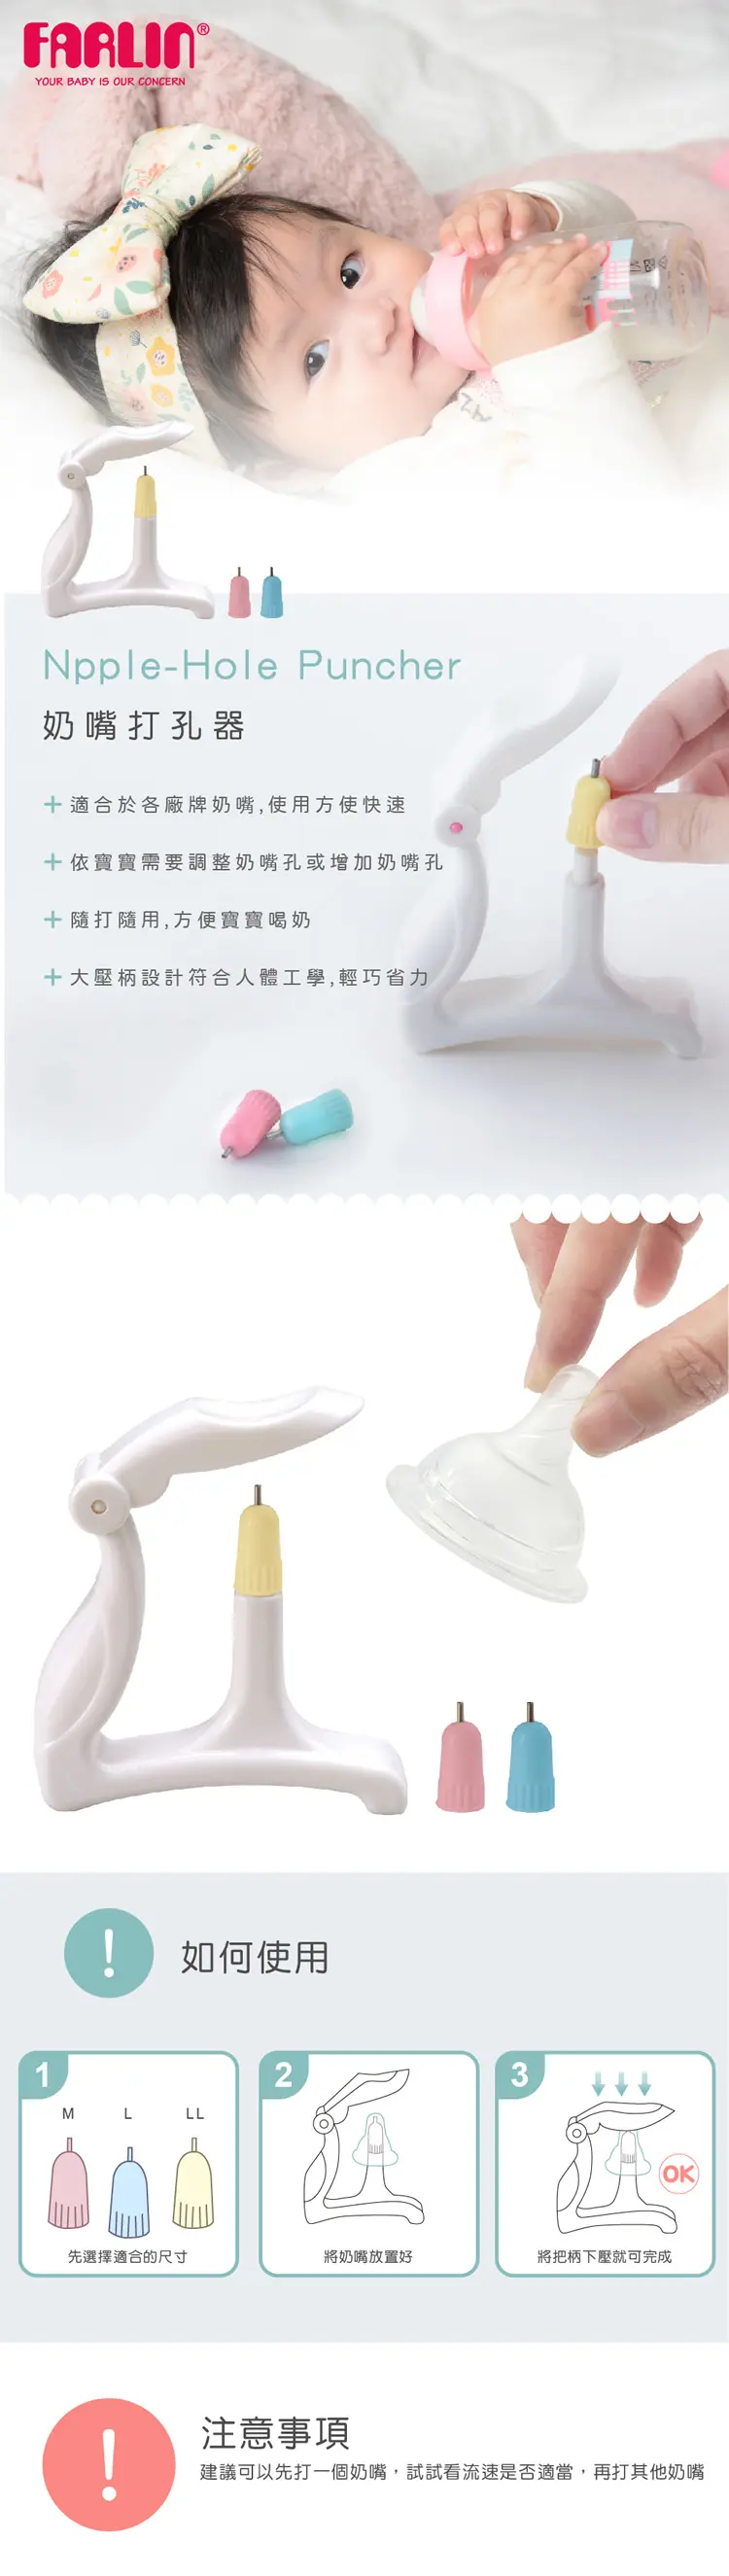 FARLIN®
YOUR BABY IS OUR CONCERN
Npple-Hole Puncher
奶嘴打孔器
+ 適合於各廠牌奶嘴,使用方使快速
+ 依寶寶需要調整奶嘴孔或增加奶嘴孔
+ 隨打隨用,方便寶寶喝奶
+ 大壓柄設計符合人體工學,輕巧省力
! 如何使用
1
M L LL
先選擇適合的尺寸
2
將奶嘴放置好
3
OK
將把柄下壓就可完成
! 注意事項
建議可以先打一個奶嘴，試試看流速是否適當，再打其他奶嘴